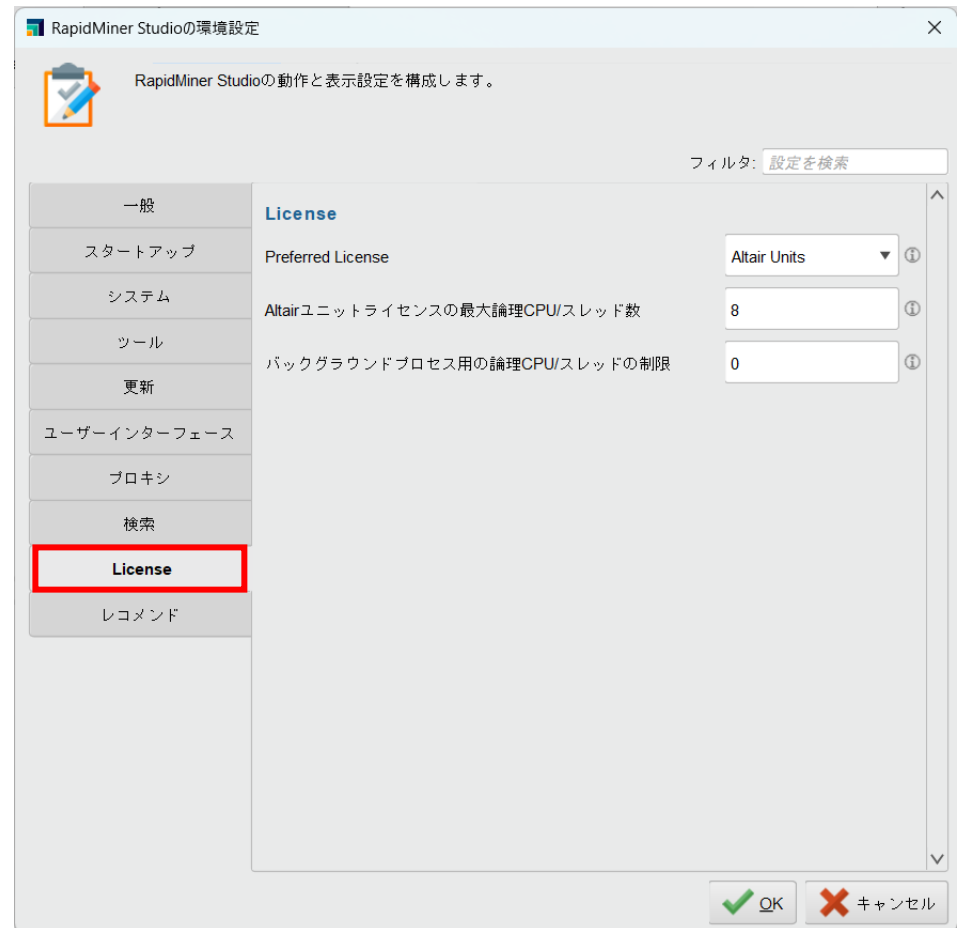 RapidMiner Studioの環境設定
RapidMiner Studioの動作と表示設定を構成します。
フィルタ: 設定を検索
一般
スタートアップ
システム
ツール
更新
ユーザーインターフェース
プロキシ
検索
License
レコメンド
License
Preferred License Altair Units
Altairユニットライセンスの最大論理CPU/スレッド数 8
バックグラウンドプロセス用の論理CPU/スレッドの制限 0
OK キャンセル